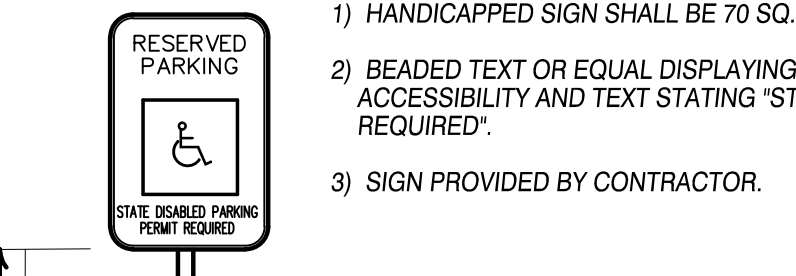 RESERVED
PARKING
STATE DISABLED PARKING
PERMIT REQUIRED
1) HANDICAPPED SIGN SHALL BE 70 SQ.
2) BEADED TEXT OR EQUAL DISPLAYING
ACCESSIBILITY AND TEXT STATING "ST
REQUIRED".
3) SIGN PROVIDED BY CONTRACTOR.